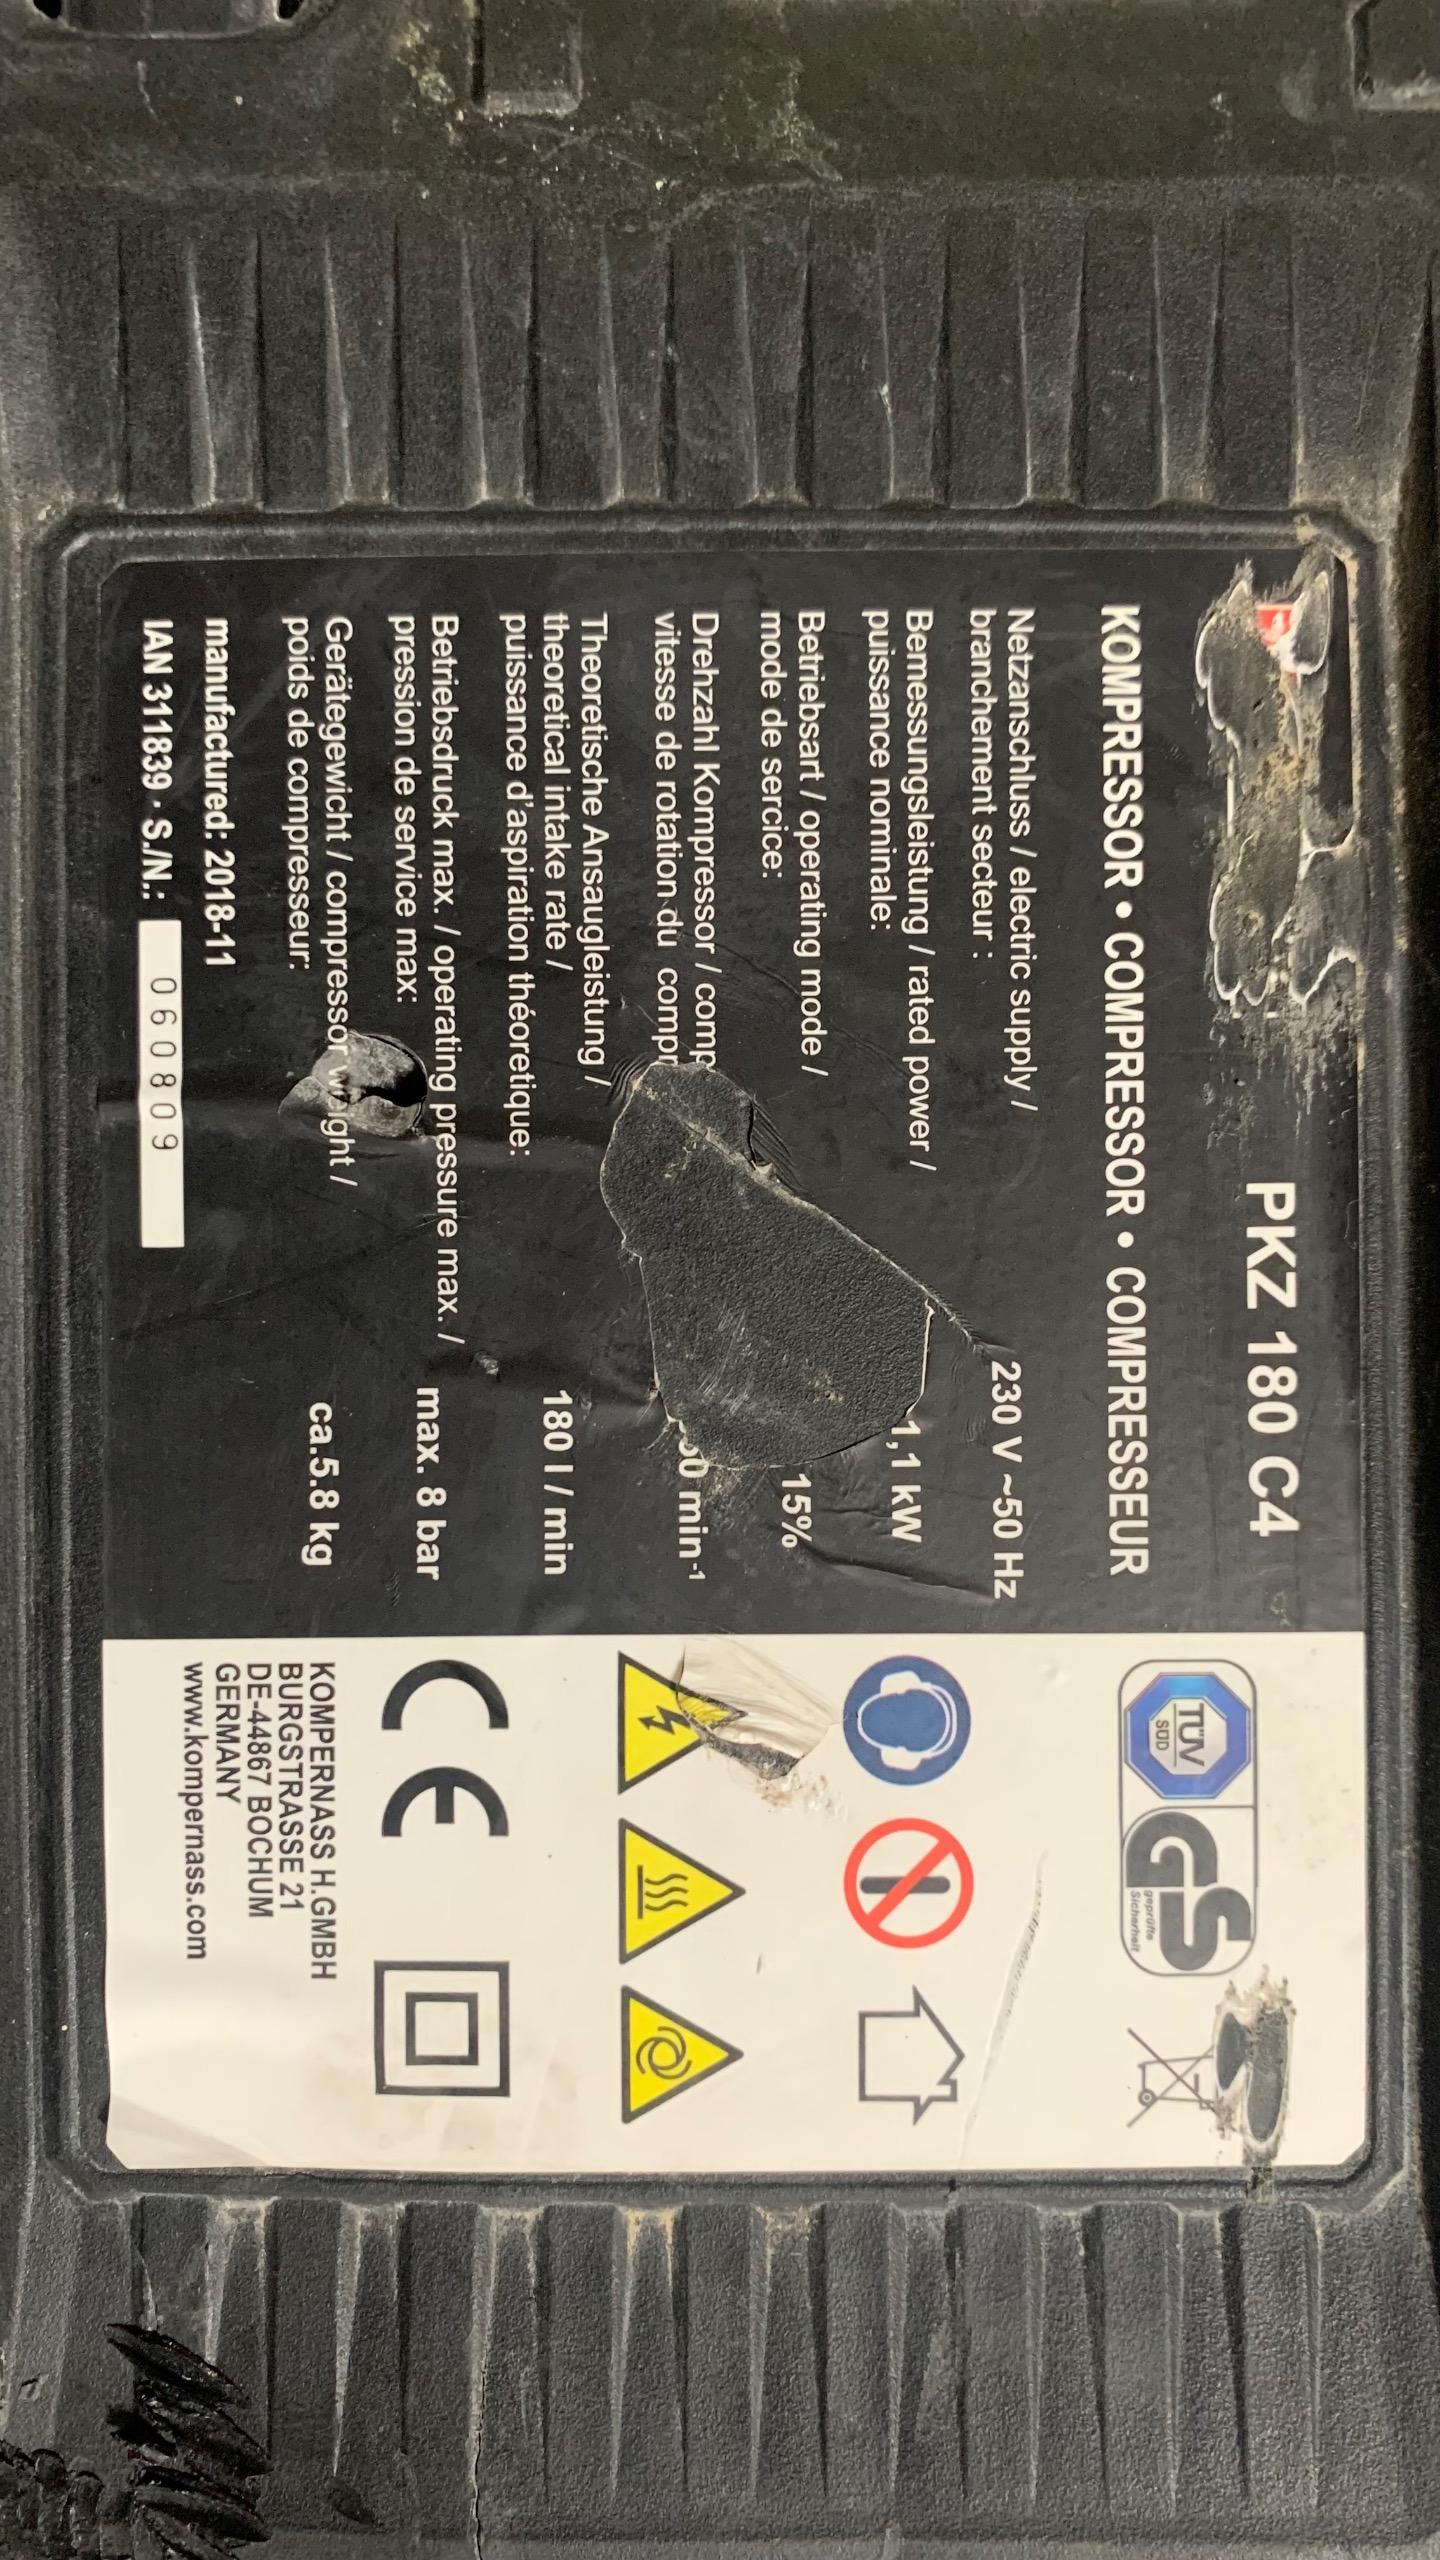 PKZ 180 C4
KOMPRESSOR • COMPRESSOR • COMPRESSEUR
Netzanschluss / electric supply /
branchement secteur :
230 V ~50 Hz
Bemessungsleistung / rated power /
puissance nominale:
1,1 kW
Betriebsart / operating mode /
mode de sercice:
15%
Drehzahl Kompressor /
vitesse de rotation du
min-1
Theoretische Ansaugleistung /
theoretical intake rate /
puissance d'aspiration théoretique:
180 l / min
Betriebsdruck max. / operating pressure max. /
pression de service max:
max. 8 bar
Gerätegewicht / compressor weight /
poids de compresseur:
ca.5.8 kg
manufactured: 2018-11
IAN 311839 · S./N.: 060809
TÜV
SÜD
GS
geprüfte
Sicherheit
CE
KOMPERNASS H.GMBH
BURGSTRASSE 21
DE-44867 BOCHUM
GERMANY
www.kompernass.com